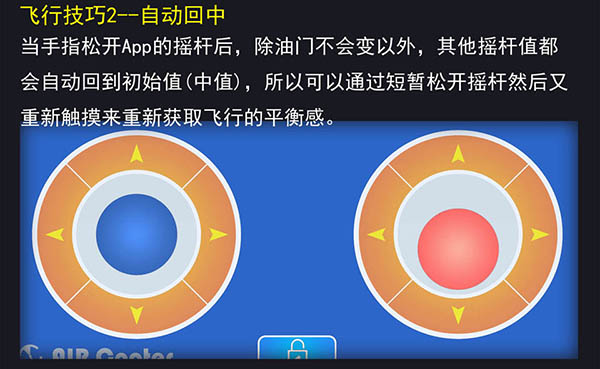 飞行技巧2--自动回中
当手指松开App的摇杆后，除油门不会变以外，其他摇杆值都
会自动回到初始值(中值)，所以可以通过短暂松开摇杆然后又
重新触摸来重新获取飞行的平衡感。